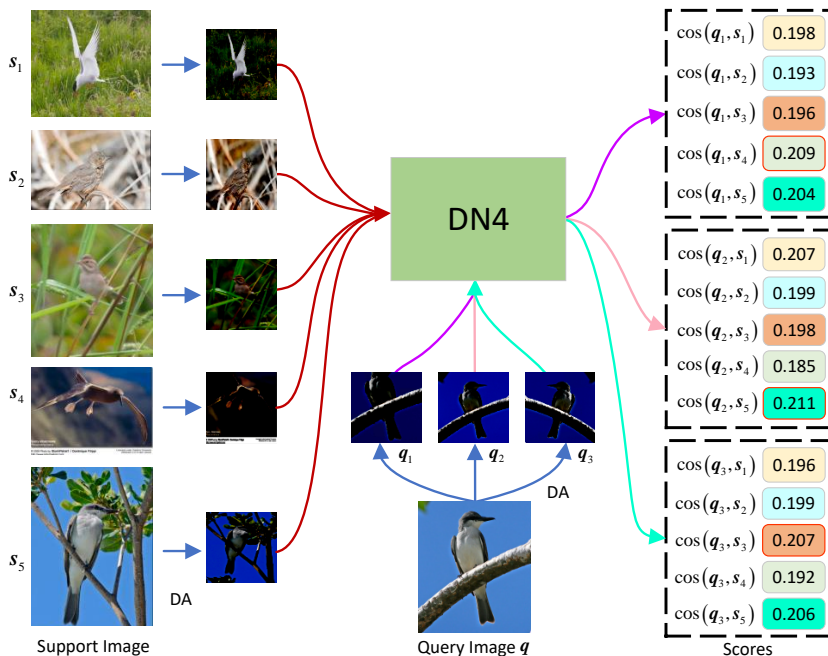 s1
s2
s3
s4
s5
DA
Support Image
DN4
q1
q2
q3
DA
Query Image q
cos(q1, s1) 0.198
cos(q1, s2) 0.193
cos(q1, s3) 0.196
cos(q1, s4) 0.209
cos(q1, s5) 0.204
cos(q2, s1) 0.207
cos(q2, s2) 0.199
cos(q2, s3) 0.198
cos(q2, s4) 0.185
cos(q2, s5) 0.211
cos(q3, s1) 0.196
cos(q3, s2) 0.199
cos(q3, s3) 0.207
cos(q3, s4) 0.192
cos(q3, s5) 0.206
Scores